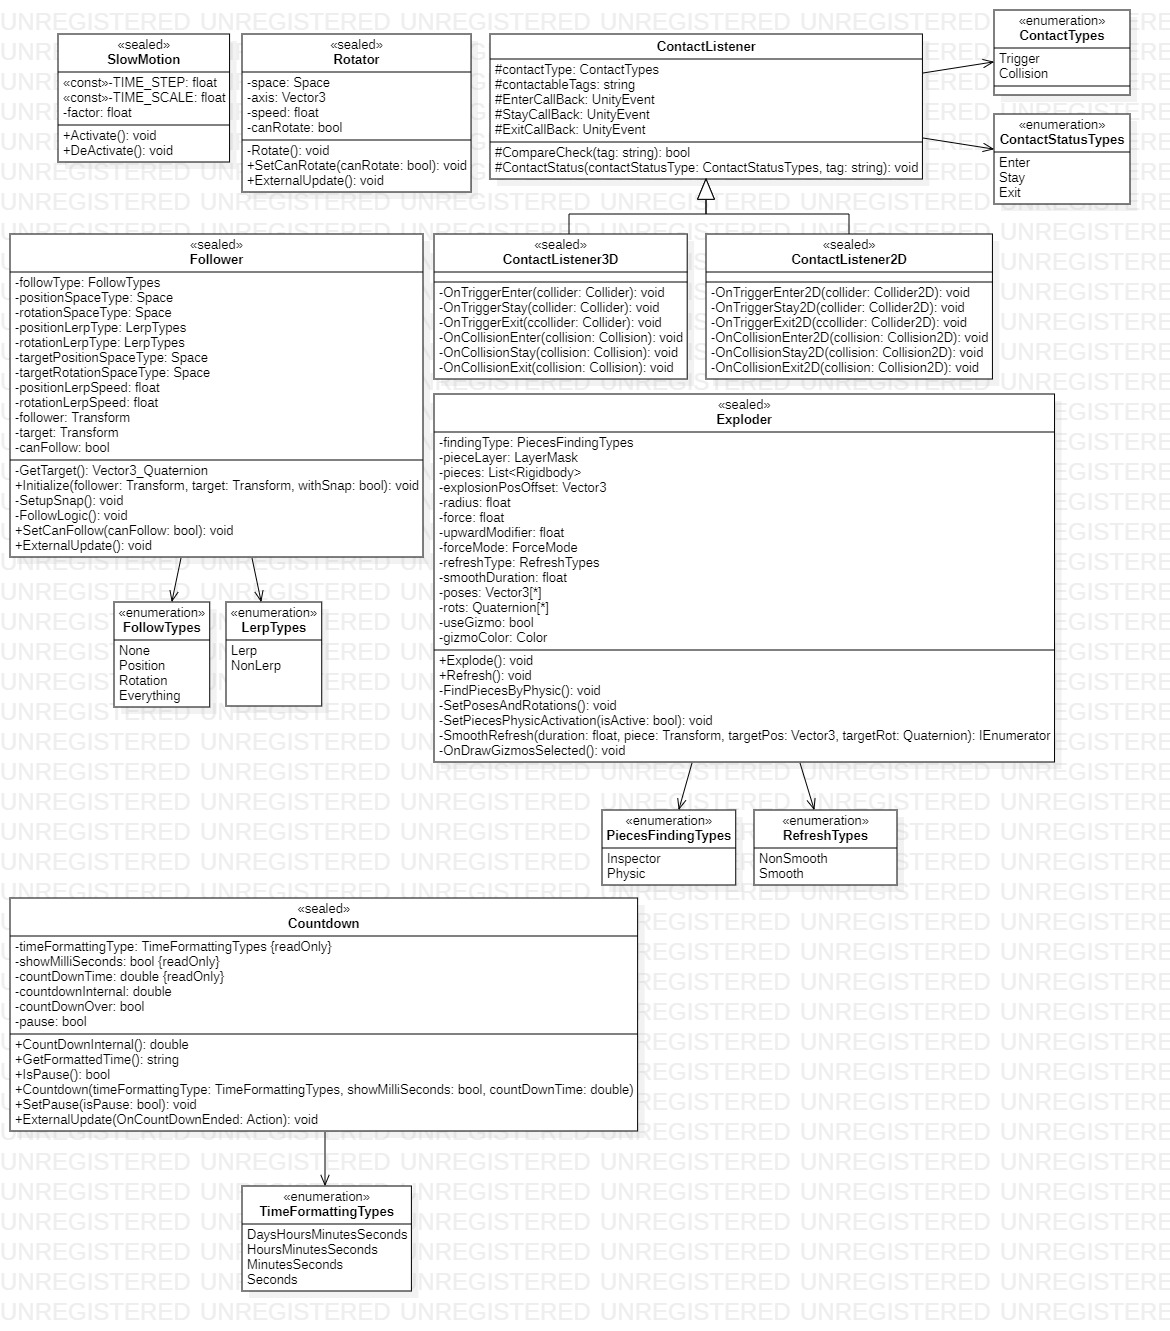 «sealed»
SlowMotion
«const»-TIME_STEP: float
«const»-TIME_SCALE: float
-factor: float
+Activate(): void
+DeActivate(): void
«sealed»
Rotator
-space: Space
-axis: Vector3
-speed: float
-canRotate: bool
-Rotate(): void
+SetCanRotate(canRotate: bool): void
+ExternalUpdate(): void
ContactListener
#contactType: ContactTypes
#contactableTags: string
#EnterCallBack: UnityEvent
#StayCallBack: UnityEvent
#ExitCallBack: UnityEvent
#CompareCheck(tag: string): bool
#ContactStatus(contactStatusType: ContactStatusTypes, tag: string): void
«enumeration»
ContactTypes
Trigger
Collision
«enumeration»
ContactStatusTypes
Enter
Stay
Exit
«sealed»
Follower
-followType: FollowTypes
-positionSpaceType: Space
-rotationSpaceType: Space
-positionLerpType: LerpTypes
-rotationLerpType: LerpTypes
-targetPositionSpaceType: Space
-targetRotationSpaceType: Space
-positionLerpSpeed: float
-rotationLerpSpeed: float
-follower: Transform
-target: Transform
-canFollow: bool
-GetTarget(): Vector3_Quaternion
+Initialize(follower: Transform, target: Transform, withSnap: bool): void
-SetupSnap(): void
-FollowLogic(): void
+SetCanFollow(canFollow: bool): void
+ExternalUpdate(): void
«sealed»
ContactListener3D
-OnTriggerEnter(collider: Collider): void
-OnTriggerStay(collider: Collider): void
-OnTriggerExit(ccollider: Collider): void
-OnCollisionEnter(collision: Collision): void
-OnCollisionStay(collision: Collision): void
-OnCollisionExit(collision: Collision): void
«sealed»
ContactListener2D
-OnTriggerEnter2D(collider: Collider2D): void
-OnTriggerStay2D(collider: Collider2D): void
-OnTriggerExit2D(ccollider: Collider2D): void
-OnCollisionEnter2D(collision: Collision2D): void
-OnCollisionStay2D(collision: Collision2D): void
-OnCollisionExit2D(collision: Collision2D): void
«enumeration»
FollowTypes
None
Position
Rotation
Everything
«enumeration»
LerpTypes
Lerp
NonLerp
«sealed»
Exploder
-findingType: PiecesFindingTypes
-pieceLayer: LayerMask
-pieces: List<Rigidbody>
-explosionPosOffset: Vector3
-radius: float
-force: float
-upwardModifier: float
-forceMode: ForceMode
-refreshType: RefreshTypes
-smoothDuration: float
-poses: Vector3[*]
-rots: Quaternion[*]
-useGizmo: bool
-gizmoColor: Color
+Explode(): void
+Refresh(): void
-FindPiecesByPhysic(): void
-SetPosesAndRotations(): void
-SetPiecesPhysicActivation(isActive: bool): void
-SmoothRefresh(duration: float, piece: Transform, targetPos: Vector3, targetRot: Quaternion): IEnumerator
-OnDrawGizmosSelected(): void
«enumeration»
PiecesFindingTypes
Inspector
Physic
«enumeration»
RefreshTypes
NonSmooth
Smooth
«sealed»
Countdown
-timeFormattingType: TimeFormattingTypes {readOnly}
-showMilliSeconds: bool {readOnly}
-countDownTime: double {readOnly}
-countdownInternal: double
-countDownOver: bool
-pause: bool
+CountDownInternal(): double
+GetFormattedTime(): string
+IsPause(): bool
+Countdown(timeFormattingType: TimeFormattingTypes, showMilliSeconds: bool, countDownTime: double)
+SetPause(isPause: bool): void
+ExternalUpdate(OnCountDownEnded: Action): void
«enumeration»
TimeFormattingTypes
DaysHoursMinutesSeconds
HoursMinutesSeconds
MinutesSeconds
Seconds
UNREGISTERED